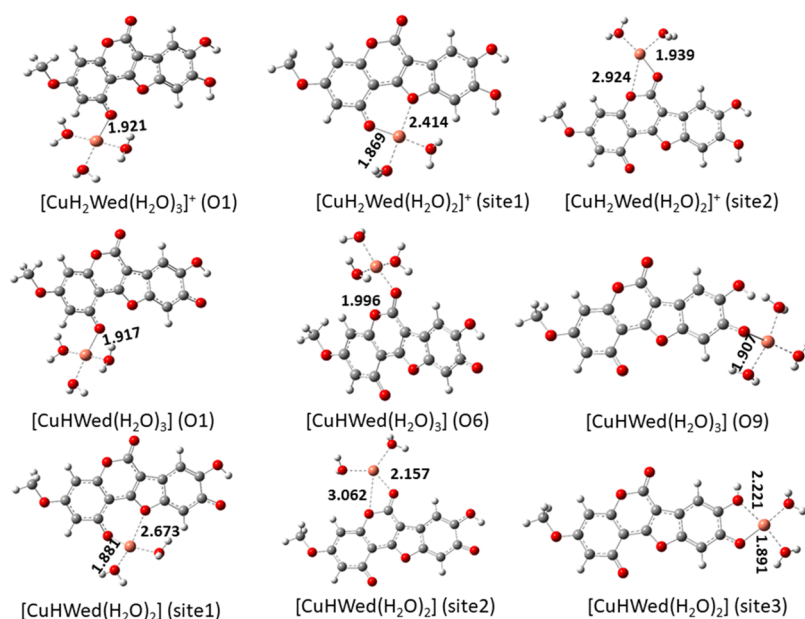 1.921
[CuH₂Wed(H₂O)₃]⁺ (O1)
2.414
1.869
[CuH₂Wed(H₂O)₂]⁺ (site1)
1.939
2.924
[CuH₂Wed(H₂O)₂]⁺ (site2)
1.917
[CuHWed(H₂O)₃] (O1)
1.996
[CuHWed(H₂O)₃] (O6)
1.907
[CuHWed(H₂O)₃] (O9)
2.673
1.881
[CuHWed(H₂O)₂] (site1)
2.157
3.062
[CuHWed(H₂O)₂] (site2)
2.221
1.891
[CuHWed(H₂O)₂] (site3)